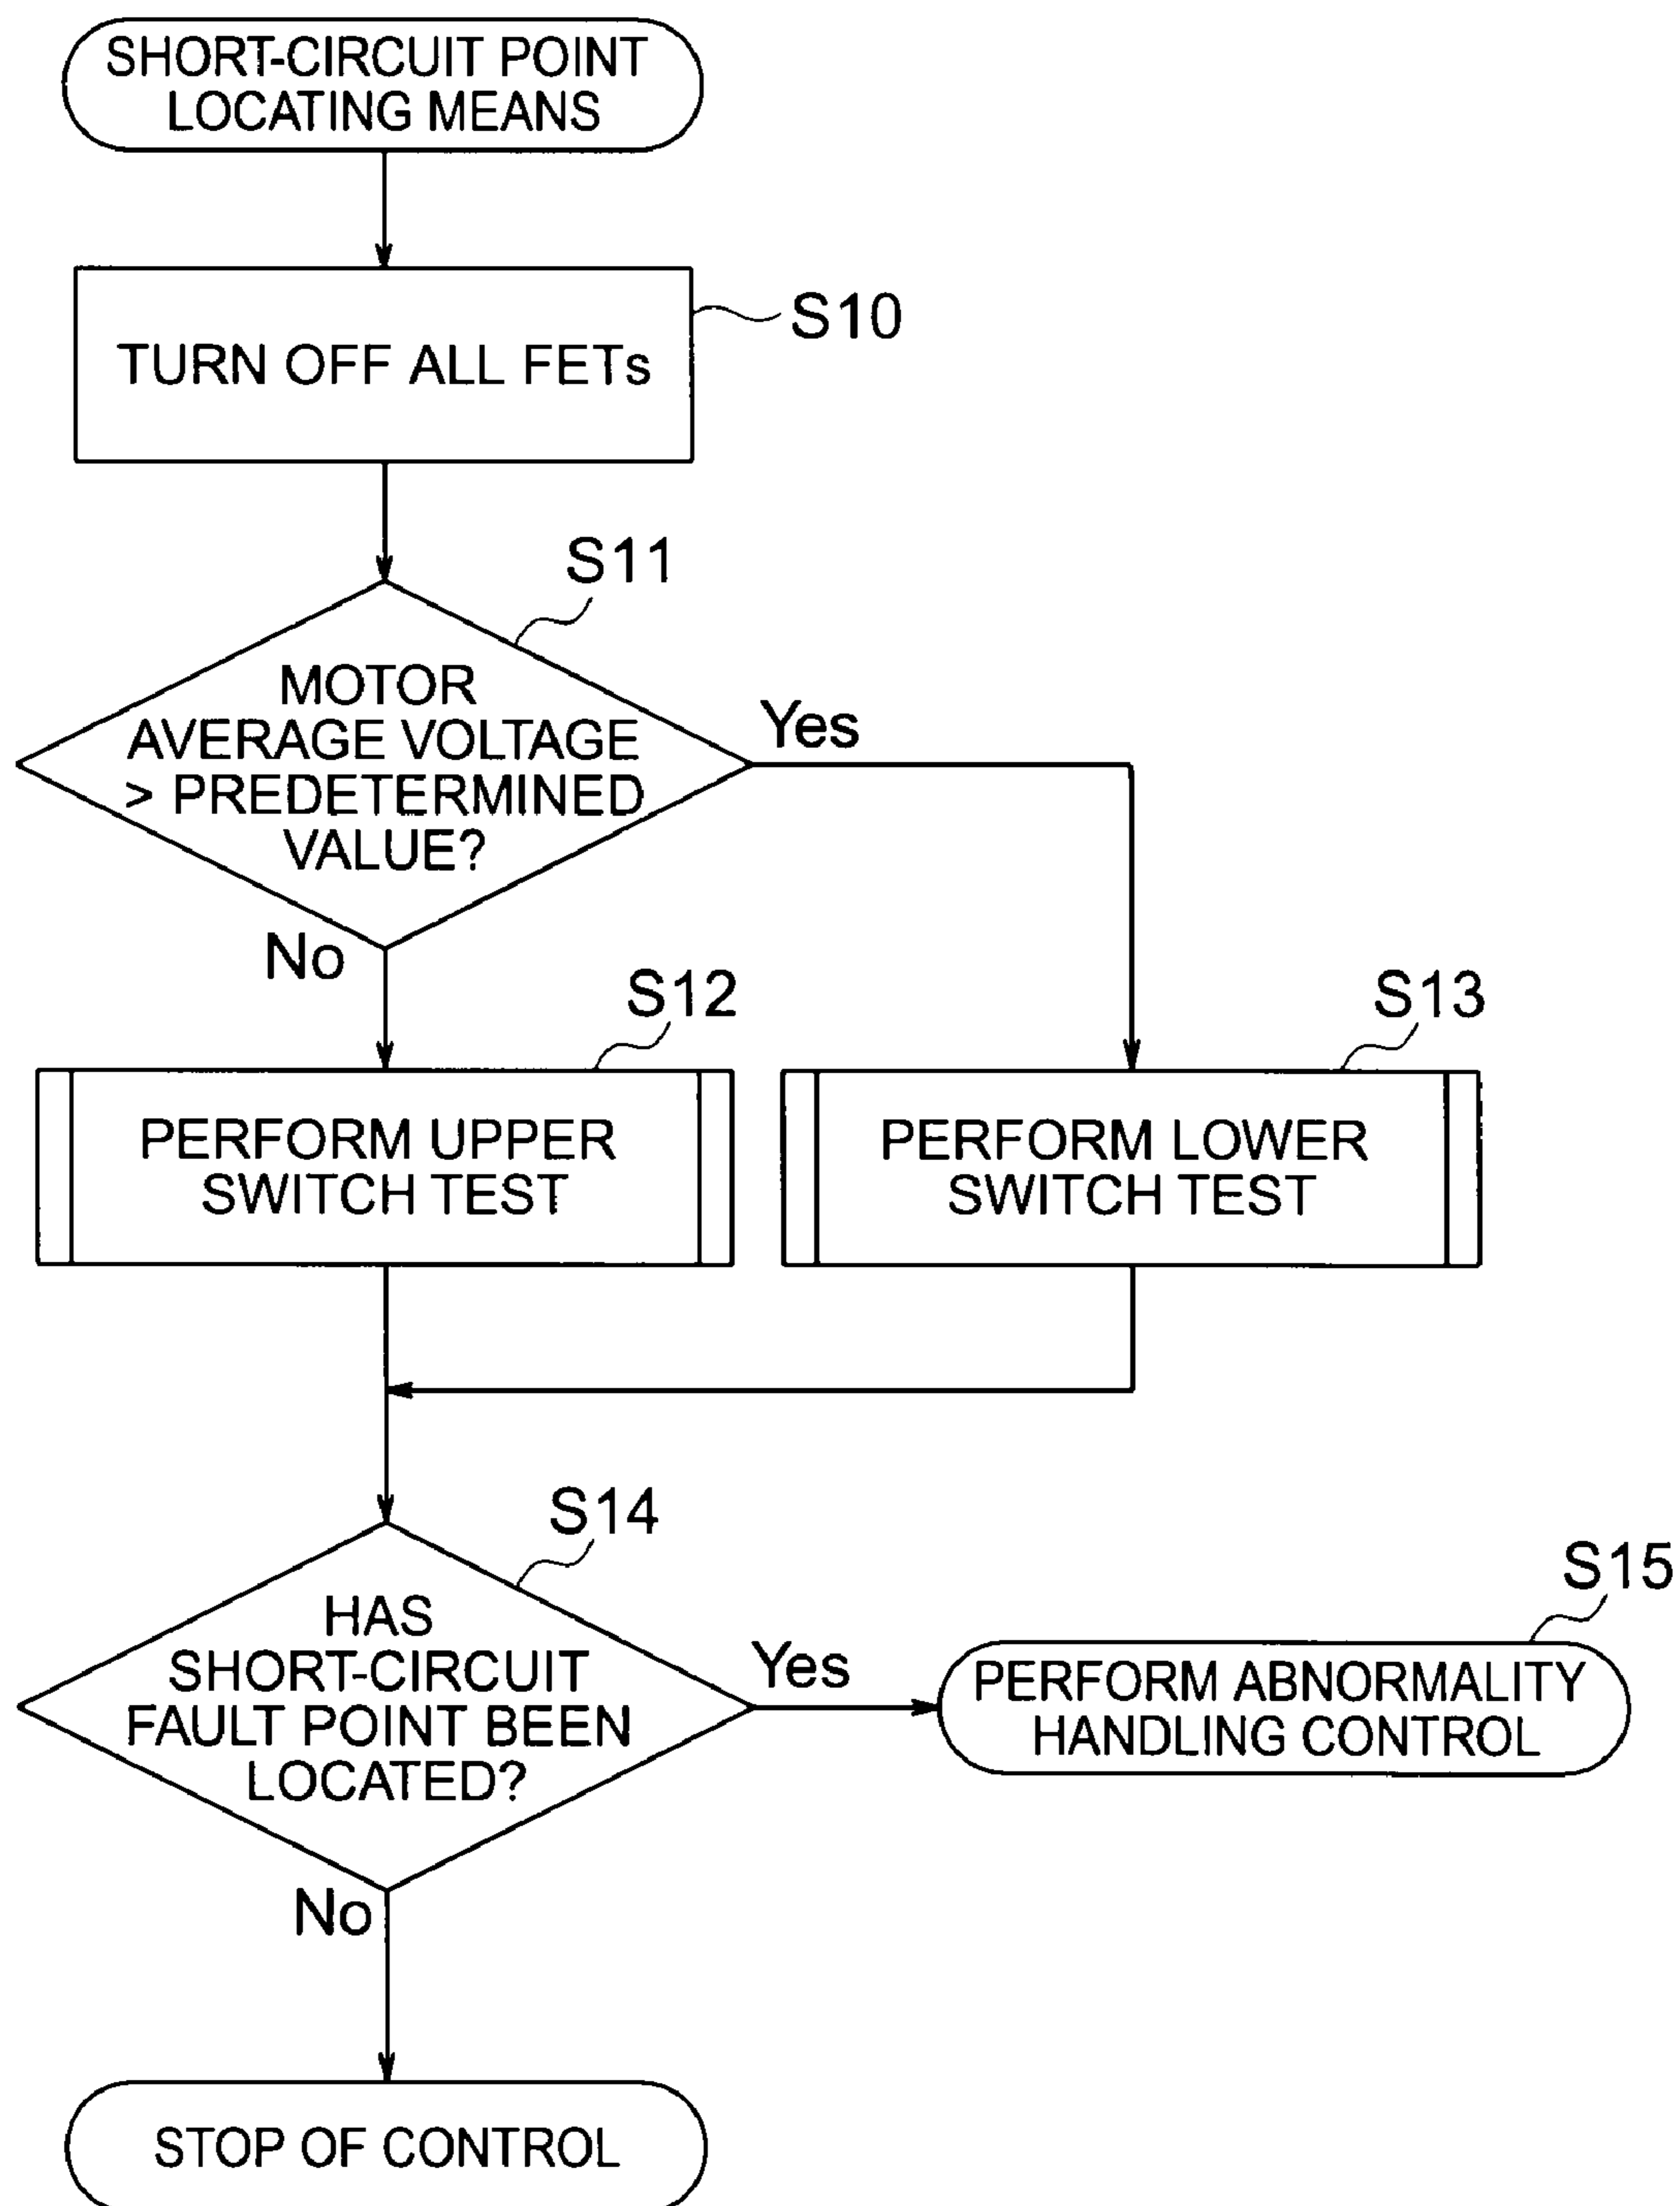 SHORT-CIRCUIT POINT
LOCATING MEANS
TURN OFF ALL FETs
S10
S11
MOTOR
AVERAGE VOLTAGE
> PREDETERMINED
VALUE?
Yes
No
S12
S13
PERFORM UPPER
SWITCH TEST
PERFORM LOWER
SWITCH TEST
S14
HAS
SHORT-CIRCUIT
FAULT POINT BEEN
LOCATED?
Yes
S15
PERFORM ABNORMALITY
HANDLING CONTROL
No
STOP OF CONTROL